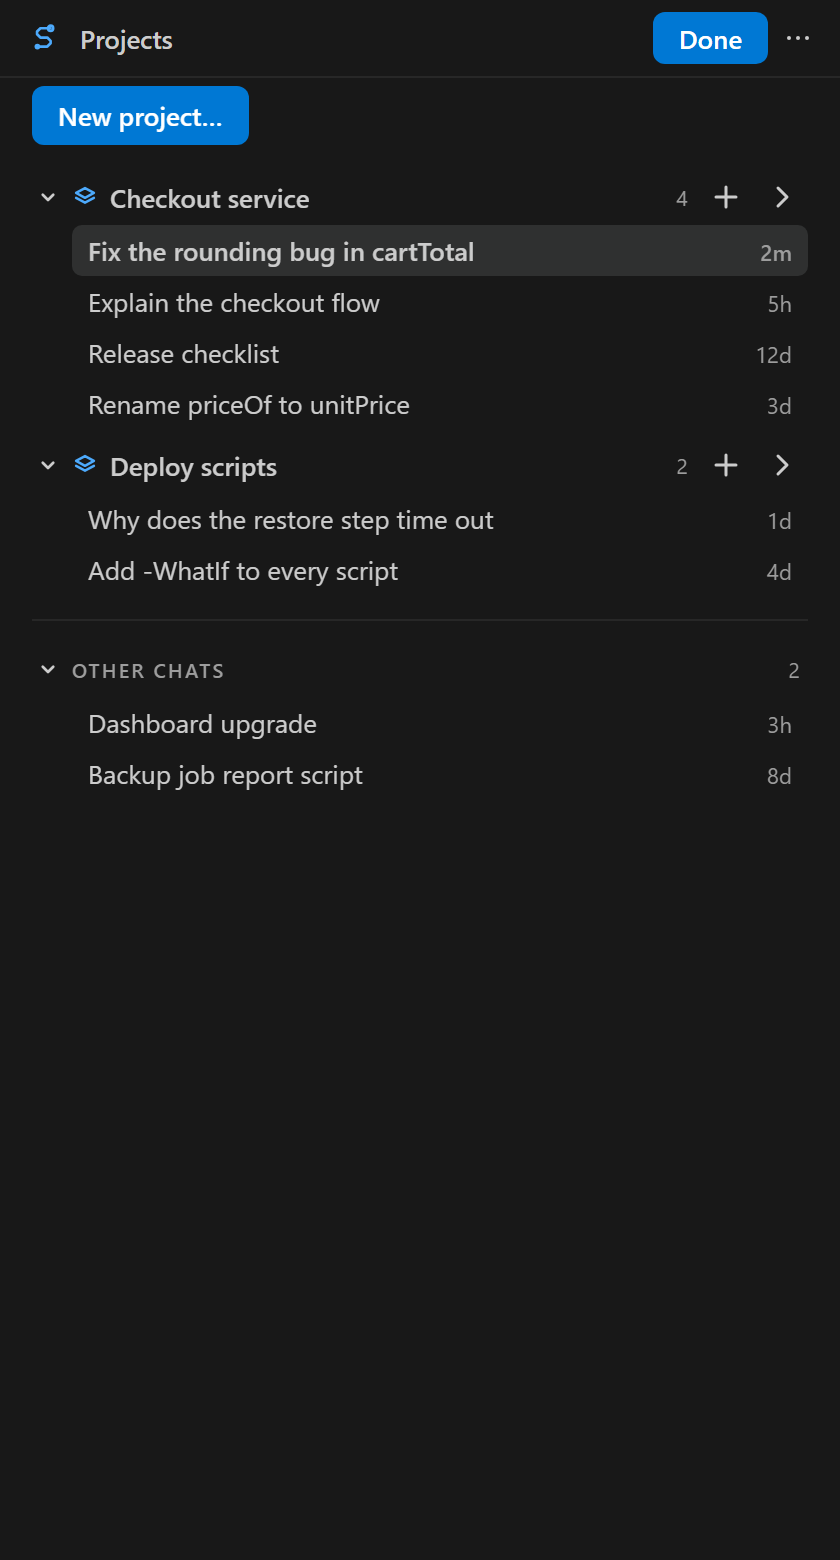 Projects Done
New project...
Checkout service 4
Fix the rounding bug in cartTotal 2m
Explain the checkout flow 5h
Release checklist 12d
Rename priceOf to unitPrice 3d
Deploy scripts 2
Why does the restore step time out 1d
Add -WhatIf to every script 4d
OTHER CHATS 2
Dashboard upgrade 3h
Backup job report script 8d